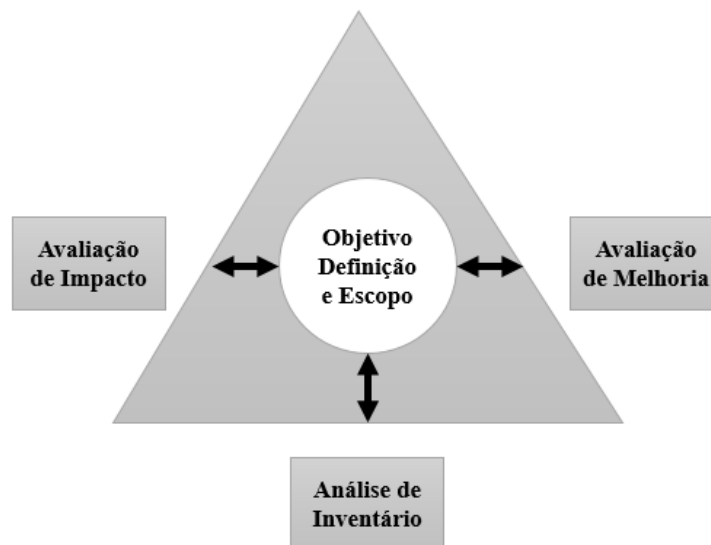 Objetivo
Definição
e Escopo
Avaliação
de Impacto
Avaliação
de Melhoria
Análise de
Inventário